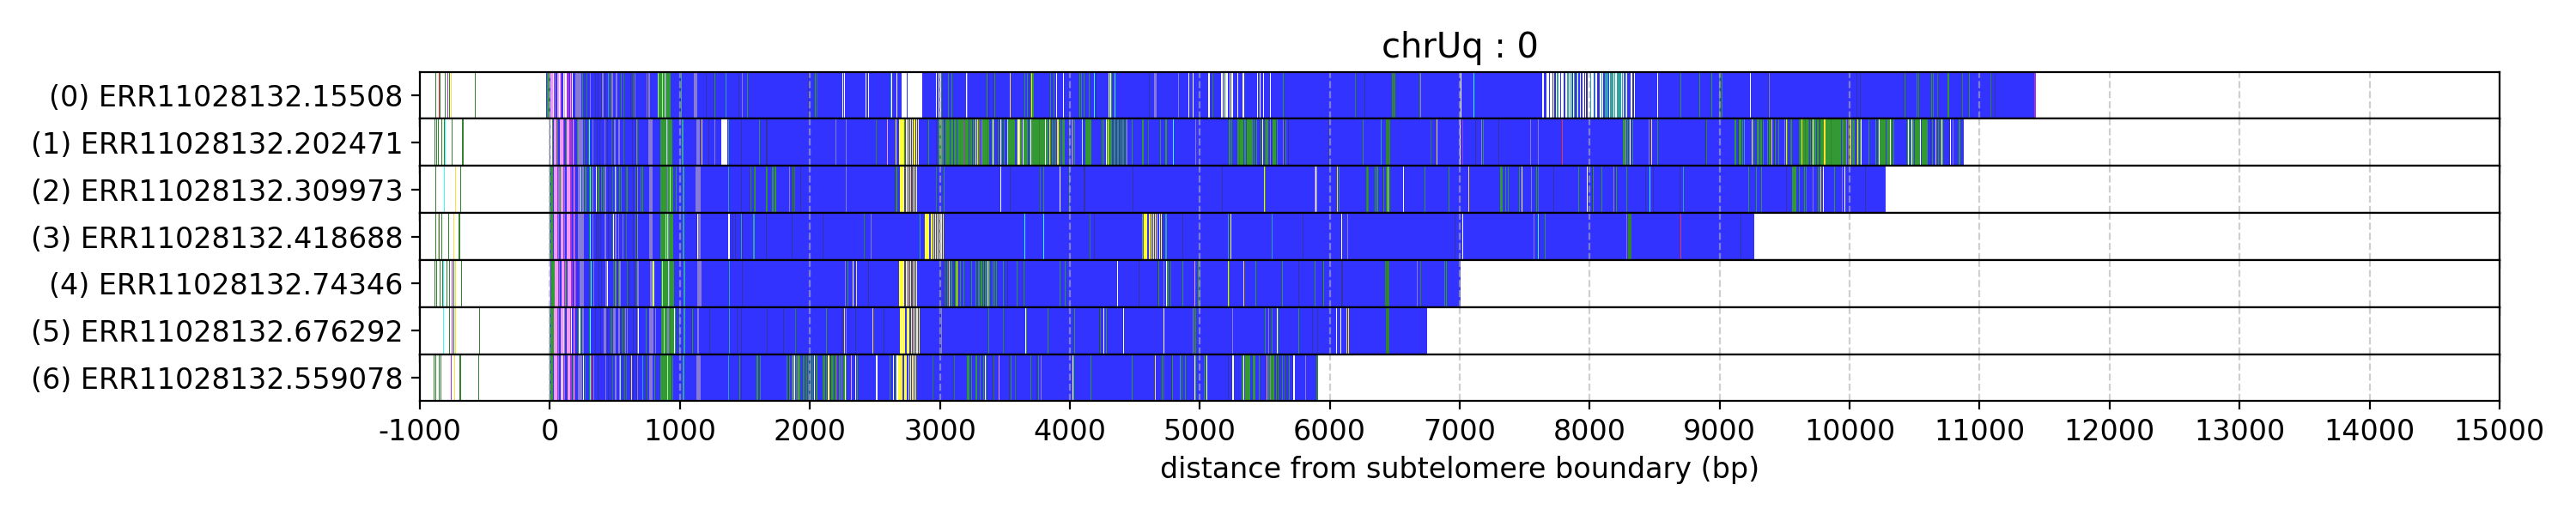 chrUq : 0
(0) ERR11028132.15508
(1) ERR11028132.202471
(2) ERR11028132.309973
(3) ERR11028132.418688
(4) ERR11028132.74346
(5) ERR11028132.676292
(6) ERR11028132.559078
-1000 0 1000 2000 3000 4000 5000 6000 7000 8000 9000 10000 11000 12000 13000 14000 15000
distance from subtelomere boundary (bp)